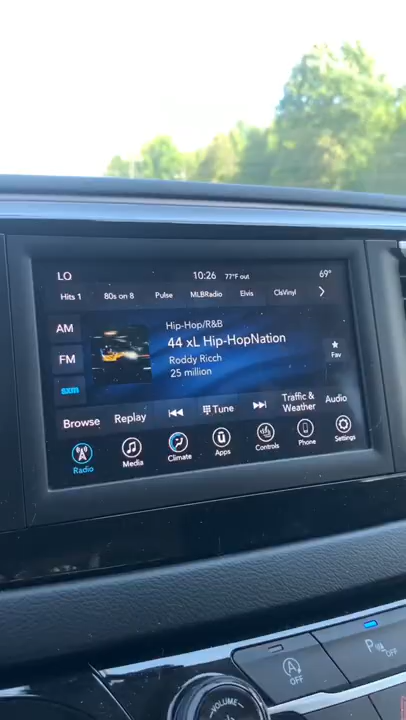 LO 10:26 77°F out 69°
Hits 1 80s on 8 Pulse MLBRadio Elvis ClsVinyl
AM
FM
sxm
Hip-Hop/R&B
44 xL Hip-HopNation
Roddy Ricch
25 million
Fav
Browse Replay Tune Traffic & Weather Audio
Radio Media Climate Apps Controls Phone Settings
OFF
OFF
VOLUME